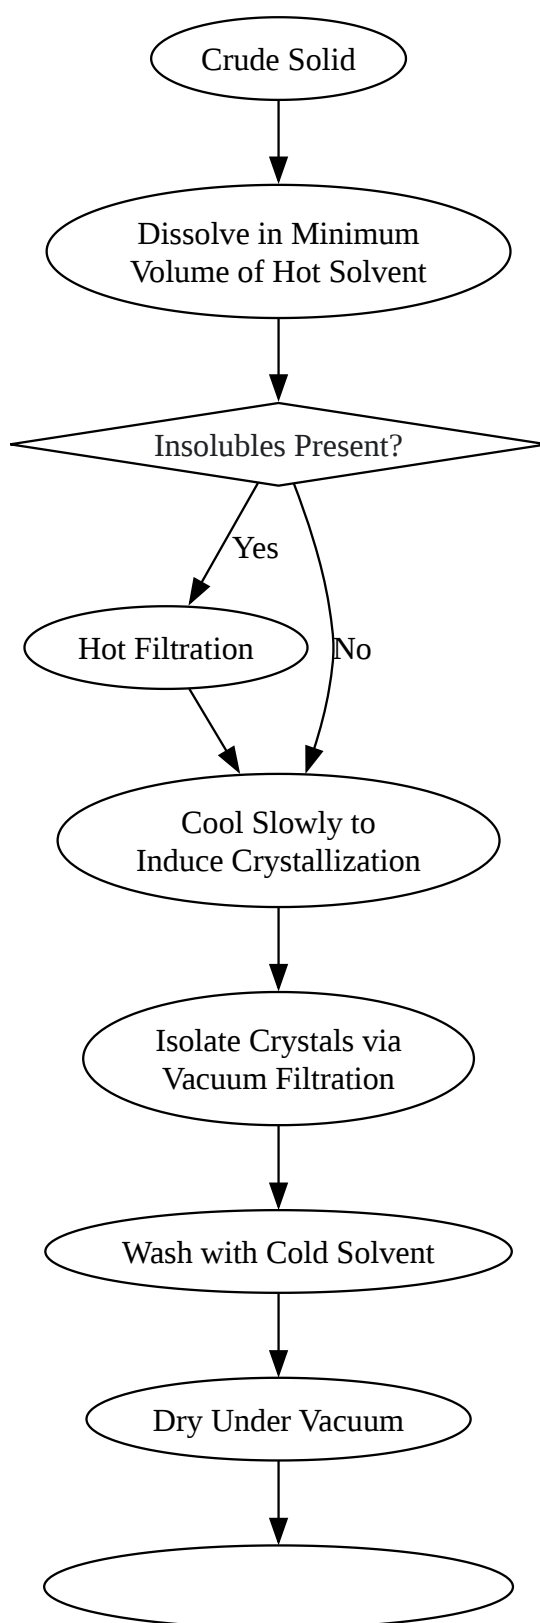 Crude Solid
Dissolve in Minimum
Volume of Hot Solvent
Insolubles Present?
Yes
Hot Filtration
No
Cool Slowly to
Induce Crystallization
Isolate Crystals via
Vacuum Filtration
Wash with Cold Solvent
Dry Under Vacuum